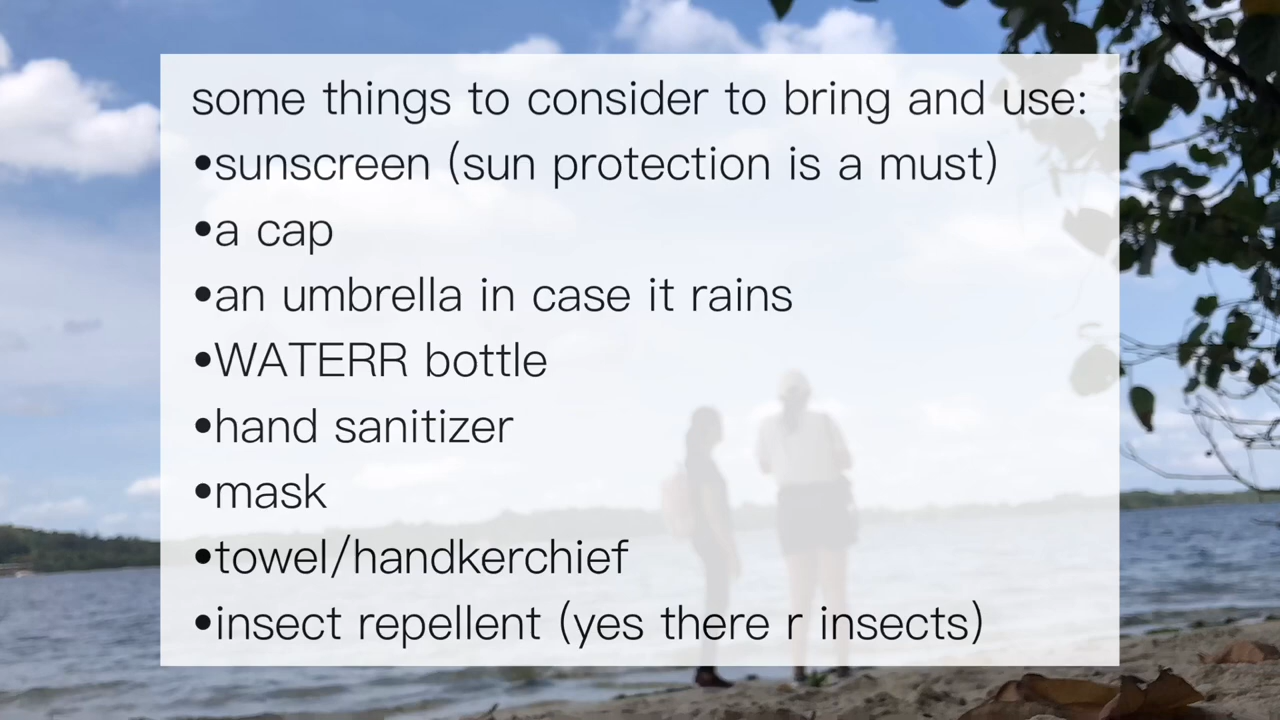 some things to consider to bring and use:
•sunscreen (sun protection is a must)
•a cap
•an umbrella in case it rains
•WATERR bottle
•hand sanitizer
•mask
•towel/handkerchief
•insect repellent (yes there r insects)